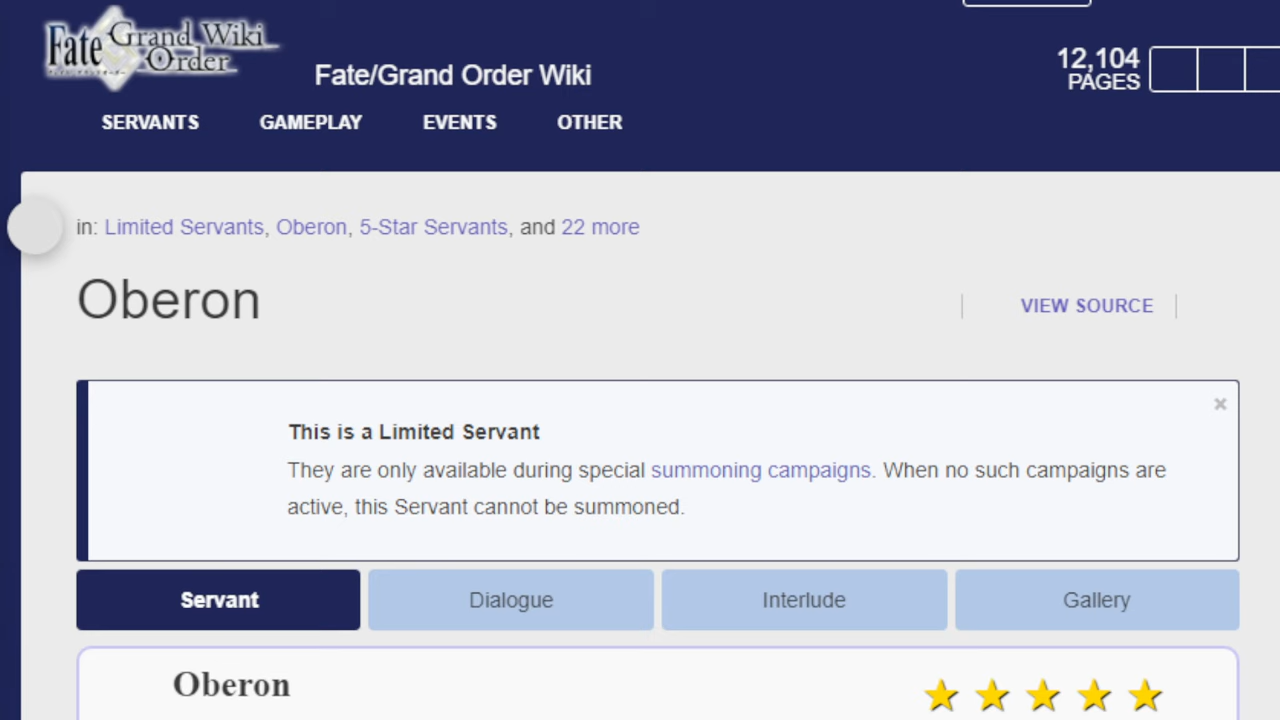 Fate Grand Wiki
Order
Fate/Grand Order Wiki
12,104
PAGES
SERVANTS GAMEPLAY EVENTS OTHER
in: Limited Servants, Oberon, 5-Star Servants, and 22 more
Oberon
VIEW SOURCE
×
This is a Limited Servant
They are only available during special summoning campaigns. When no such campaigns are
active, this Servant cannot be summoned.
Servant Dialogue Interlude Gallery
Oberon